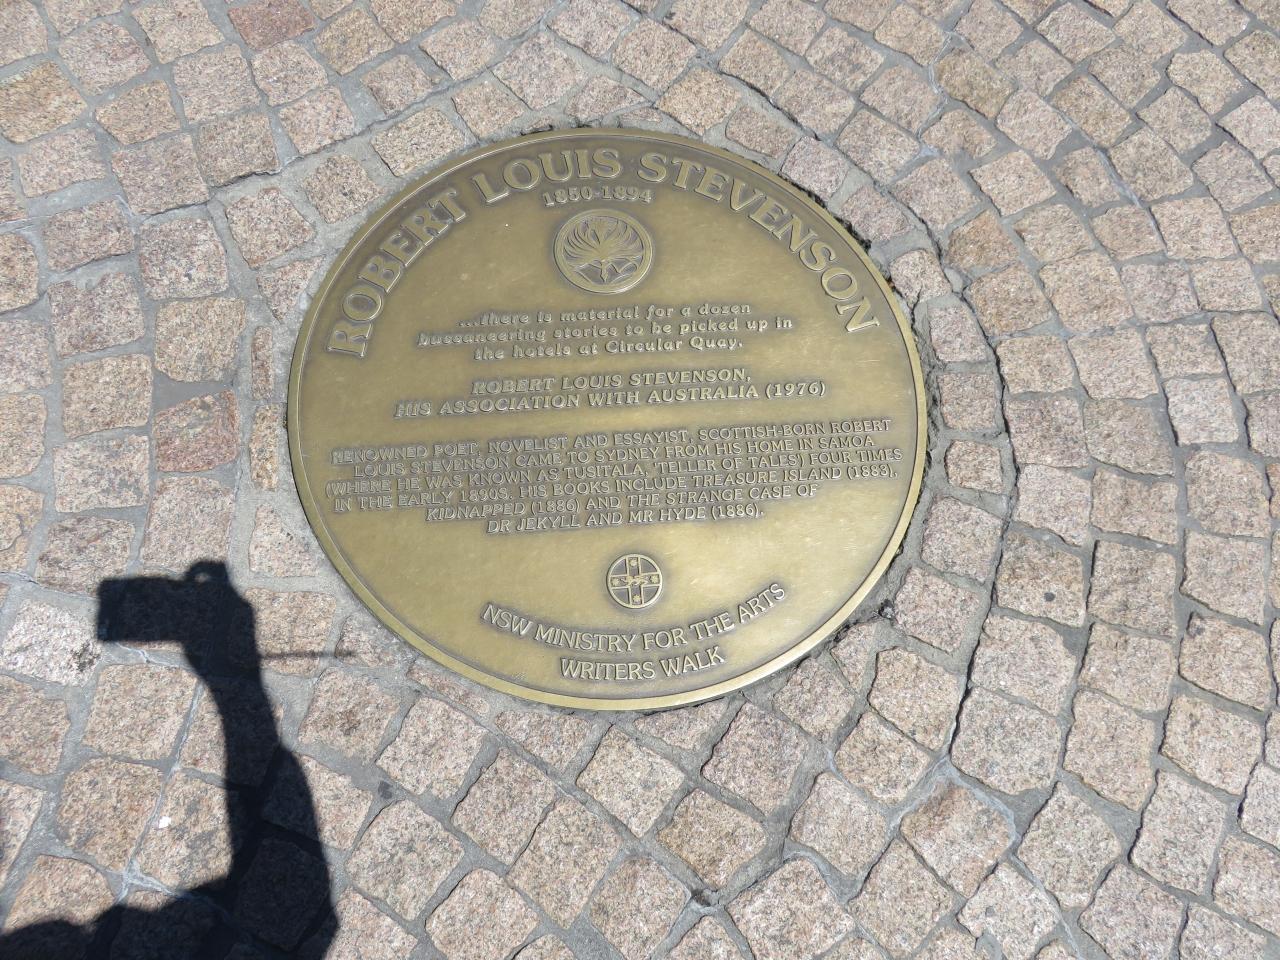 ROBERT LOUIS STEVENSON
1850-1894
...there is material for a dozen
buccaneering stories to be picked up in
the hotels at Circular Quay.
ROBERT LOUIS STEVENSON,
HIS ASSOCIATION WITH AUSTRALIA (1976)
RENOWNED POET, NOVELIST AND ESSAYIST, SCOTTISH-BORN ROBERT
LOUIS STEVENSON CAME TO SYDNEY FROM HIS HOME IN SAMOA
(WHERE HE WAS KNOWN AS TUSITALA, 'TELLER OF TALES) FOUR TIMES
IN THE EARLY 1890S. HIS BOOKS INCLUDE TREASURE ISLAND (1883),
KIDNAPPED (1886) AND THE STRANGE CASE OF
DR JEKYLL AND MR HYDE (1886).
NSW MINISTRY FOR THE ARTS
WRITERS WALK